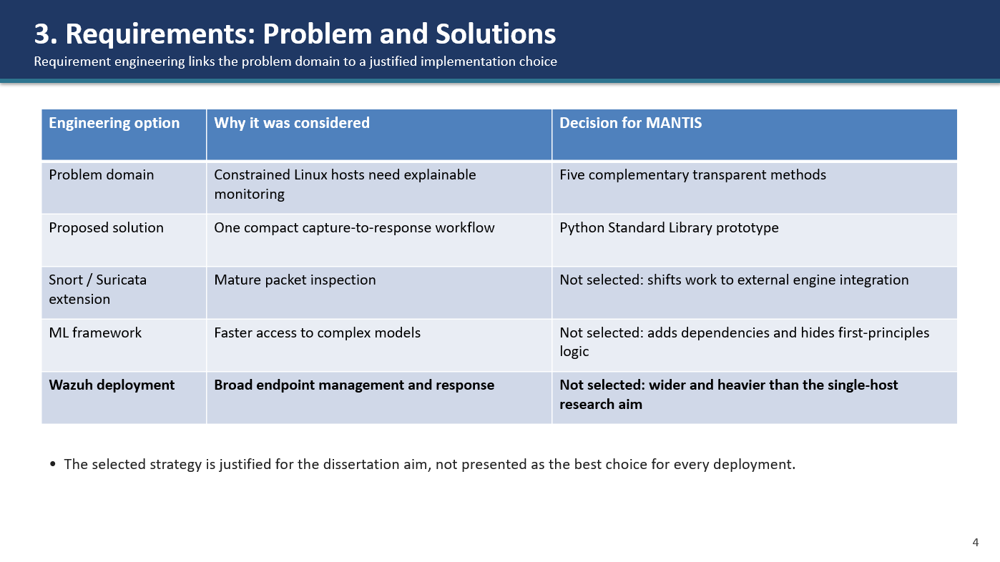 3. Requirements: Problem and Solutions
Requirement engineering links the problem domain to a justified implementation choice
Engineering option
Why it was considered
Decision for MANTIS
Problem domain
Constrained Linux hosts need explainable
monitoring
Five complementary transparent methods
Proposed solution
One compact capture-to-response workflow
Python Standard Library prototype
Snort / Suricata
extension
Mature packet inspection
Not selected: shifts work to external engine integration
ML framework
Faster access to complex models
Not selected: adds dependencies and hides first-principles
logic
Wazuh deployment
Broad endpoint management and response
Not selected: wider and heavier than the single-host
research aim
• The selected strategy is justified for the dissertation aim, not presented as the best choice for every deployment.
4